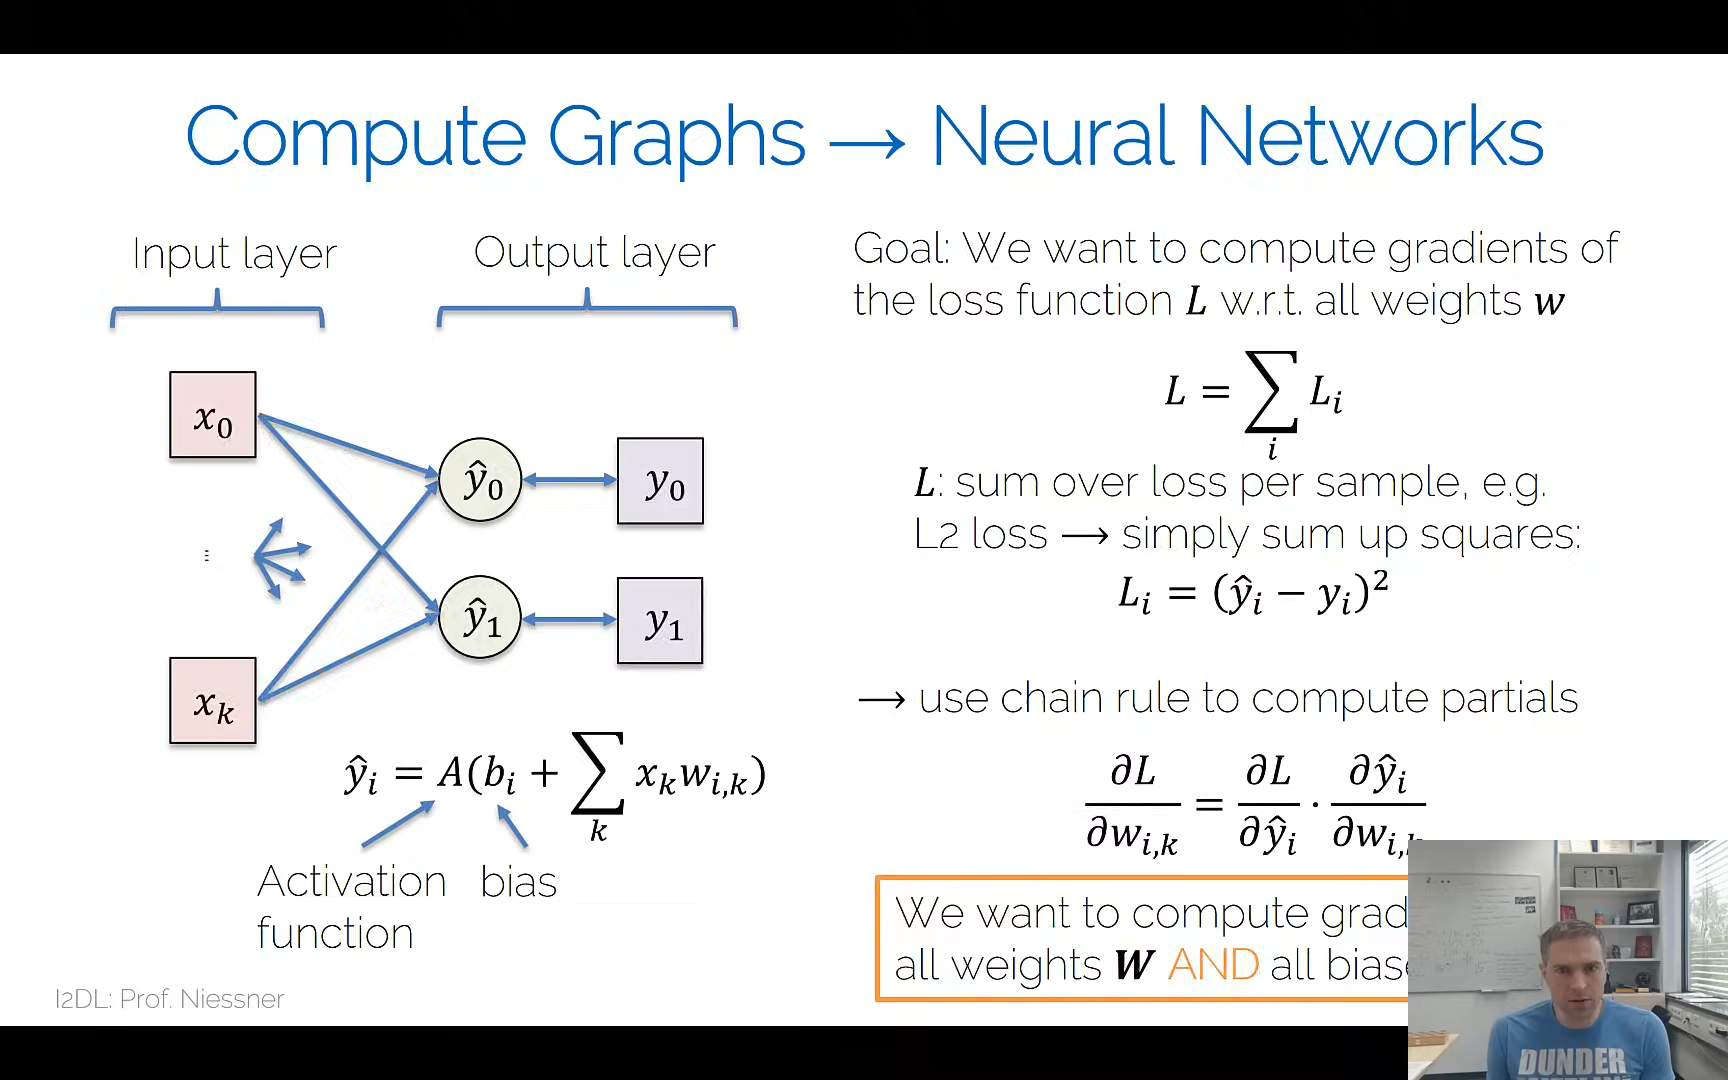 Compute Graphs → Neural Networks
Input layer
Output layer
x₀
⋮
xₖ
ŷ₀
y₀
ŷ₁
y₁
ŷᵢ = A(bᵢ + ∑ₖ xₖwᵢ,ₖ)
Activation function
bias
Goal: We want to compute gradients of
the loss function L w.r.t. all weights w
L = ∑ᵢ Lᵢ
L: sum over loss per sample, e.g.
L2 loss → simply sum up squares:
Lᵢ = (ŷᵢ − yᵢ)²
→ use chain rule to compute partials
∂L/∂wᵢ,ₖ = ∂L/∂ŷᵢ · ∂ŷᵢ/∂wᵢ,ₖ
We want to compute grad
all weights W AND all biase
I2DL: Prof. Niessner
DUNDER